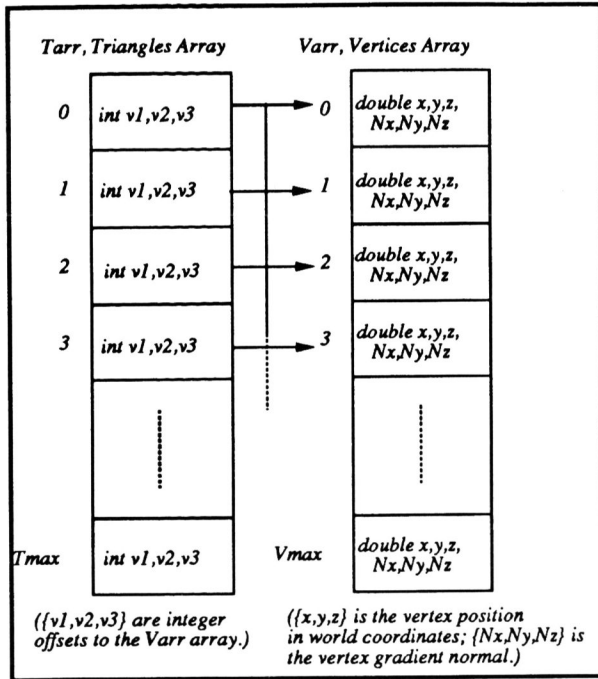 Tarr, Triangles Array Varr, Vertices Array
0 int v1,v2,v3 0 double x,y,z,
Nx,Ny,Nz
1 int v1,v2,v3 1 double x,y,z,
Nx,Ny,Nz
2 int v1,v2,v3 2 double x,y,z,
Nx,Ny,Nz
3 int v1,v2,v3 3 double x,y,z,
Nx,Ny,Nz
Tmax int v1,v2,v3 Vmax double x,y,z,
Nx,Ny,Nz
({v1,v2,v3} are integer
offsets to the Varr array.)
({x,y,z} is the vertex position
in world coordinates; {Nx,Ny,Nz} is
the vertex gradient normal.)